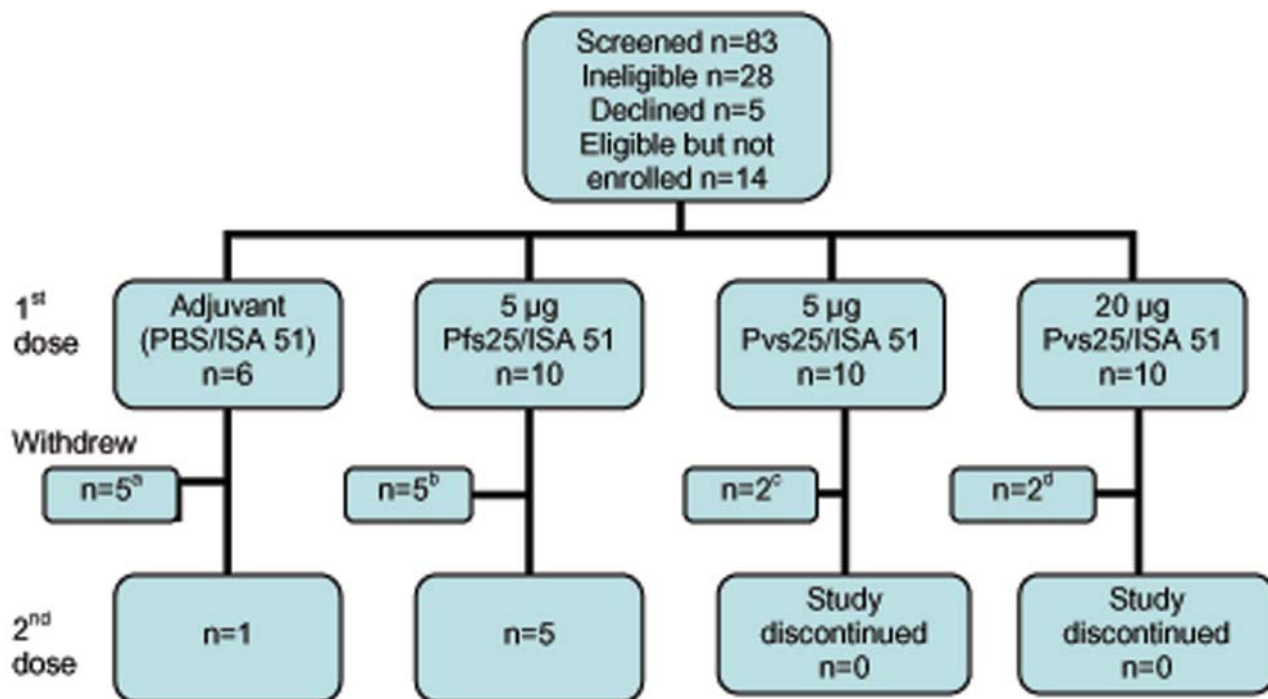 Screened n=83
Ineligible n=28
Declined n=5
Eligible but not
enrolled n=14
1st
dose
Adjuvant
(PBS/ISA 51)
n=6
5 µg
Pfs25/ISA 51
n=10
5 µg
Pvs25/ISA 51
n=10
20 µg
Pvs25/ISA 51
n=10
Withdrew
n=5a
n=5b
n=2c
n=2d
2nd
dose
n=1
n=5
Study
discontinued
n=0
Study
discontinued
n=0